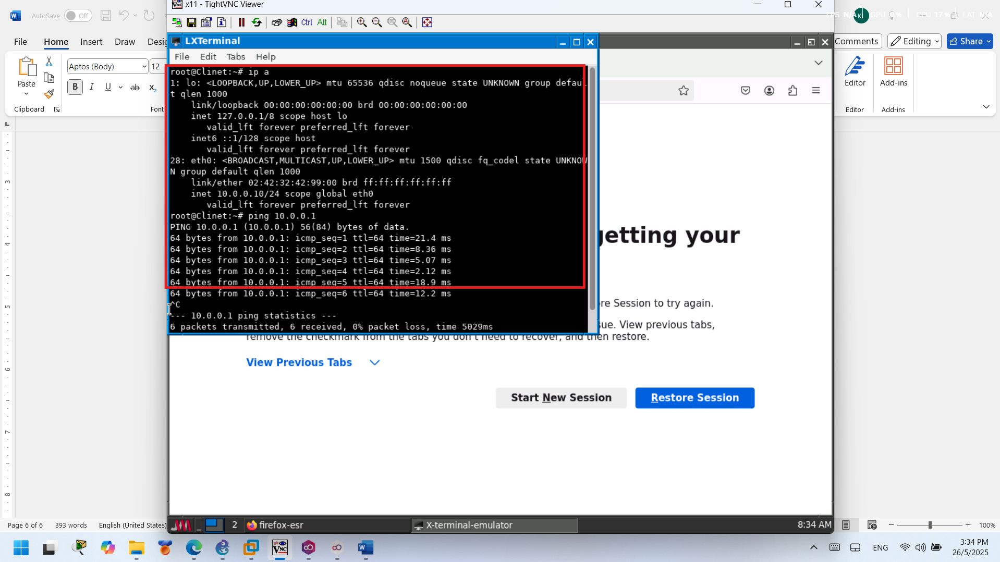 x11 - TightVNC Viewer
AutoSave Off
FPS N/A GPU 0% CPU 17% LAT N/A
KL
Ctrl Alt
File Home Insert Draw
Comments Editing Share
LXTerminal
File Edit Tabs Help
Aptos (Body) 12
Paste
B I U ab x2
Clipboard
Font
Editor
Add-ins
Editor
Add-ins
root@Clinet:~# ip a
1: lo: <LOOPBACK,UP,LOWER_UP> mtu 65536 qdisc noqueue state UNKNOWN group defaul
t qlen 1000
link/loopback 00:00:00:00:00:00 brd 00:00:00:00:00:00
inet 127.0.0.1/8 scope host lo
valid_lft forever preferred_lft forever
inet6 ::1/128 scope host
valid_lft forever preferred_lft forever
28: eth0: <BROADCAST,MULTICAST,UP,LOWER_UP> mtu 1500 qdisc fq_codel state UNKNOW
N group default qlen 1000
link/ether 02:42:32:42:99:00 brd ff:ff:ff:ff:ff:ff
inet 10.0.0.10/24 scope global eth0
valid_lft forever preferred_lft forever
root@Clinet:~# ping 10.0.0.1
PING 10.0.0.1 (10.0.0.1) 56(84) bytes of data.
64 bytes from 10.0.0.1: icmp_seq=1 ttl=64 time=21.4 ms
64 bytes from 10.0.0.1: icmp_seq=2 ttl=64 time=8.36 ms
64 bytes from 10.0.0.1: icmp_seq=3 ttl=64 time=5.07 ms
64 bytes from 10.0.0.1: icmp_seq=4 ttl=64 time=2.12 ms
64 bytes from 10.0.0.1: icmp_seq=5 ttl=64 time=18.9 ms
64 bytes from 10.0.0.1: icmp_seq=6 ttl=64 time=12.2 ms
^C
--- 10.0.0.1 ping statistics ---
6 packets transmitted, 6 received, 0% packet loss, time 5029ms
getting your
Session to try again.
View previous tabs,
remove the checkmark from the tabs you don't need to recover, and then restore.
View Previous Tabs
Start New Session
Restore Session
3
4
5
6
7
8
2 firefox-esr X-terminal-emulator 8:34 AM
Page 6 of 6 393 words English (United States) 100%
VNC
ENG
3:34 PM
26/5/2025